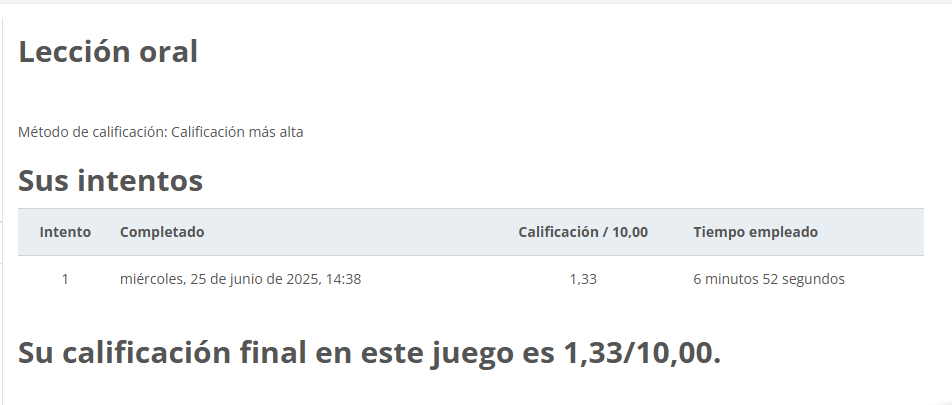 Lección oral
Método de calificación: Calificación más alta
Sus intentos
Intento Completado Calificación / 10,00 Tiempo empleado
1 miércoles, 25 de junio de 2025, 14:38 1,33 6 minutos 52 segundos
Su calificación final en este juego es 1,33/10,00.